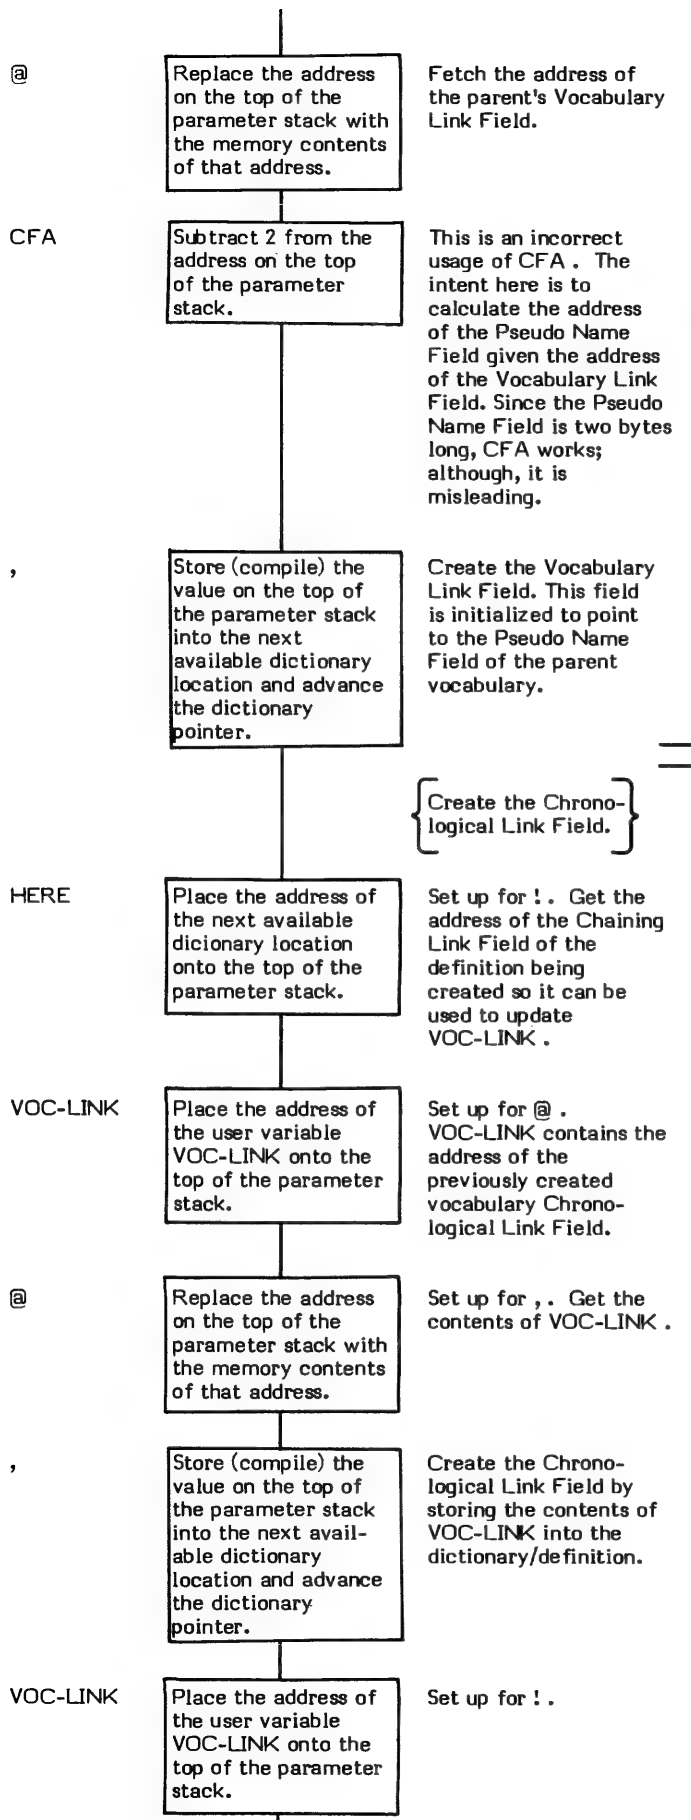 @
Replace the address
on the top of the
parameter stack with
the memory contents
of that address.
Fetch the address of
the parent's Vocabulary
Link Field.
CFA
Subtract 2 from the
address on the top
of the parameter
stack.
This is an incorrect
usage of CFA . The
intent here is to
calculate the address
of the Pseudo Name
Field given the address
of the Vocabulary Link
Field. Since the Pseudo
Name Field is two bytes
long, CFA works;
although, it is
misleading.
,
Store (compile) the
value on the top of
the parameter stack
into the next
available dictionary
location and advance
the dictionary
pointer.
Create the Vocabulary
Link Field. This field
is initialized to point
to the Pseudo Name
Field of the parent
vocabulary.
Create the Chrono-
logical Link Field.
HERE
Place the address of
the next available
dicionary location
onto the top of the
parameter stack.
Set up for ! . Get the
address of the Chaining
Link Field of the
definition being
created so it can be
used to update
VOC-LINK .
VOC-LINK
Place the address of
the user variable
VOC-LINK onto the
top of the parameter
stack.
Set up for @ .
VOC-LINK contains the
address of the
previously created
vocabulary Chrono-
logical Link Field.
@
Replace the address
on the top of the
parameter stack with
the memory contents
of that address.
Set up for , . Get the
contents of VOC-LINK .
,
Store (compile) the
value on the top of
the parameter stack
into the next avail-
able dictionary
location and advance
the dictionary
pointer.
Create the Chrono-
logical Link Field by
storing the contents of
VOC-LINK into the
dictionary/definition.
VOC-LINK
Place the address of
the user variable
VOC-LINK onto the
top of the parameter
stack.
Set up for ! .